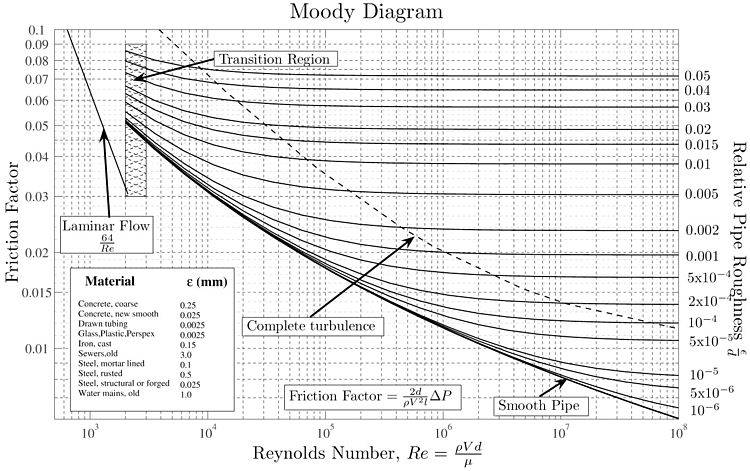 Moody Diagram
Friction Factor
0.1
0.09
0.08
0.07
0.06
0.05
0.04
0.03
0.02
0.015
0.01
Transition Region
Laminar Flow
64/Re
Complete turbulence
Material ε (mm)
Concrete, coarse 0.25
Concrete, new smooth 0.025
Drawn tubing 0.0025
Glass,Plastic,Perspex 0.0025
Iron, cast 0.15
Sewers,old 3.0
Steel, mortar lined 0.1
Steel, rusted 0.5
Steel, structural or forged 0.025
Water mains, old 1.0
Friction Factor = 2d/ρV²l ΔP
Smooth Pipe
0.05
0.04
0.03
0.02
0.015
0.01
0.005
0.002
0.001
5x10⁻⁴
2x10⁻⁴
10⁻⁴
5x10⁻⁵
10⁻⁵
5x10⁻⁶
10⁻⁶
Relative Pipe Roughness ε/d
10³ 10⁴ 10⁵ 10⁶ 10⁷ 10⁸
Reynolds Number, Re = ρVd/μ